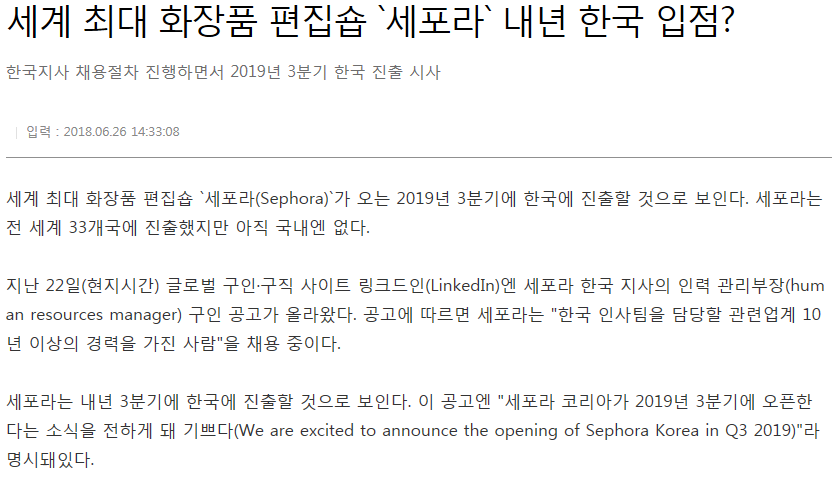 세계 최대 화장품 편집숍 `세포라` 내년 한국 입점?
한국지사 채용절차 진행하면서 2019년 3분기 한국 진출 시사
입력 : 2018.06.26 14:33:08
세계 최대 화장품 편집숍 `세포라(Sephora)`가 오는 2019년 3분기에 한국에 진출할 것으로 보인다. 세포라는
전 세계 33개국에 진출했지만 아직 국내엔 없다.
지난 22일(현지시간) 글로벌 구인·구직 사이트 링크드인(LinkedIn)엔 세포라 한국 지사의 인력 관리부장(hum
an resources manager) 구인 공고가 올라왔다. 공고에 따르면 세포라는 "한국 인사팀을 담당할 관련업계 10
년 이상의 경력을 가진 사람"을 채용 중이다.
세포라는 내년 3분기에 한국에 진출할 것으로 보인다. 이 공고엔 "세포라 코리아가 2019년 3분기에 오픈한
다는 소식을 전하게 돼 기쁘다(We are excited to announce the opening of Sephora Korea in Q3 2019)"라
명시돼있다.